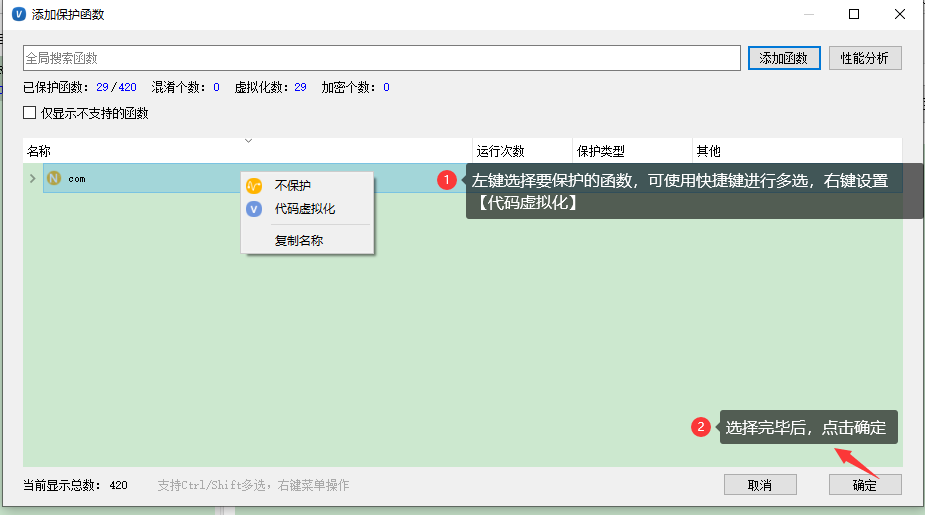 添加保护函数
全局搜索函数
添加函数
性能分析
已保护函数: 29/420 混淆个数: 0 虚拟化数: 29 加密个数: 0
仅显示不支持的函数
名称 运行次数 保护类型 其他
N com
不保护
V 代码虚拟化
复制名称
1 左键选择要保护的函数，可使用快捷键进行多选，右键设置
【代码虚拟化】
2 选择完毕后，点击确定
当前显示总数: 420 支持Ctrl/Shift多选，右键菜单操作
取消
确定